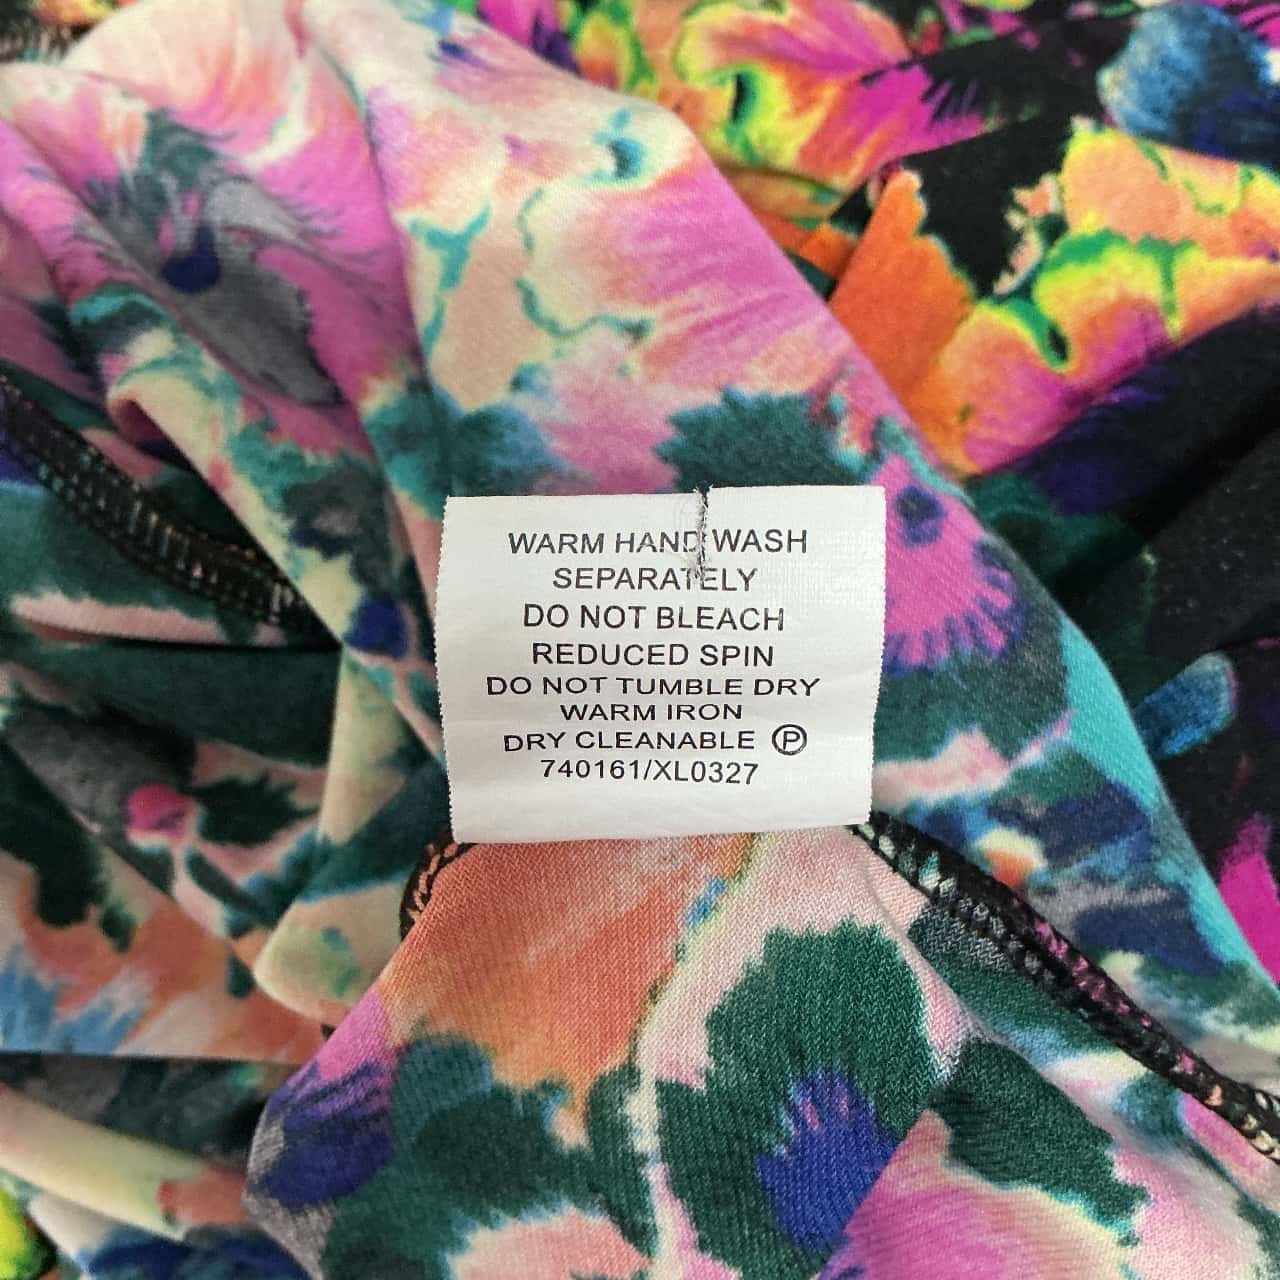 WARM HAND WASH
SEPARATELY
DO NOT BLEACH
REDUCED SPIN
DO NOT TUMBLE DRY
WARM IRON
DRY CLEANABLE Ⓟ
740161/XL0327